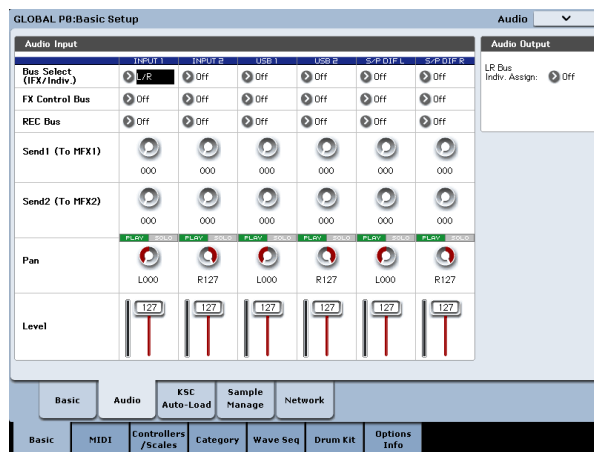 GLOBAL P0:Basic Setup Audio
Audio Input Audio Output
INPUT 1 INPUT 2 USB 1 USB 2 S/P DIF L S/P DIF R
Bus Select
(IFX/Indiv.) L/R Off Off Off Off Off
LR Bus
Indiv. Assign: Off
FX Control Bus Off Off Off Off Off Off
REC Bus Off Off Off Off Off Off
Send1 (To MFX1)
000 000 000 000 000 000
Send2 (To MFX2)
000 000 000 000 000 000
PLAY SOLO PLAY SOLO PLAY SOLO PLAY SOLO PLAY SOLO PLAY SOLO
Pan
L000 R127 L000 R127 L000 R127
127 127 127 127 127 127
Level
Basic Audio KSC Auto-Load Sample Manage Network
Basic MIDI Controllers /Scales Category Wave Seq Drum Kit Options Info